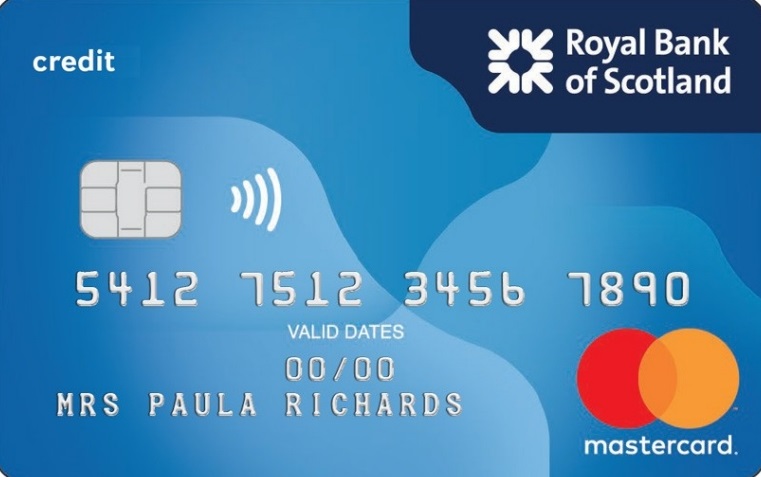 credit
Royal Bank
of Scotland
5412 7512 3456 7890
VALID DATES
00/00
MRS PAULA RICHARDS
mastercard.